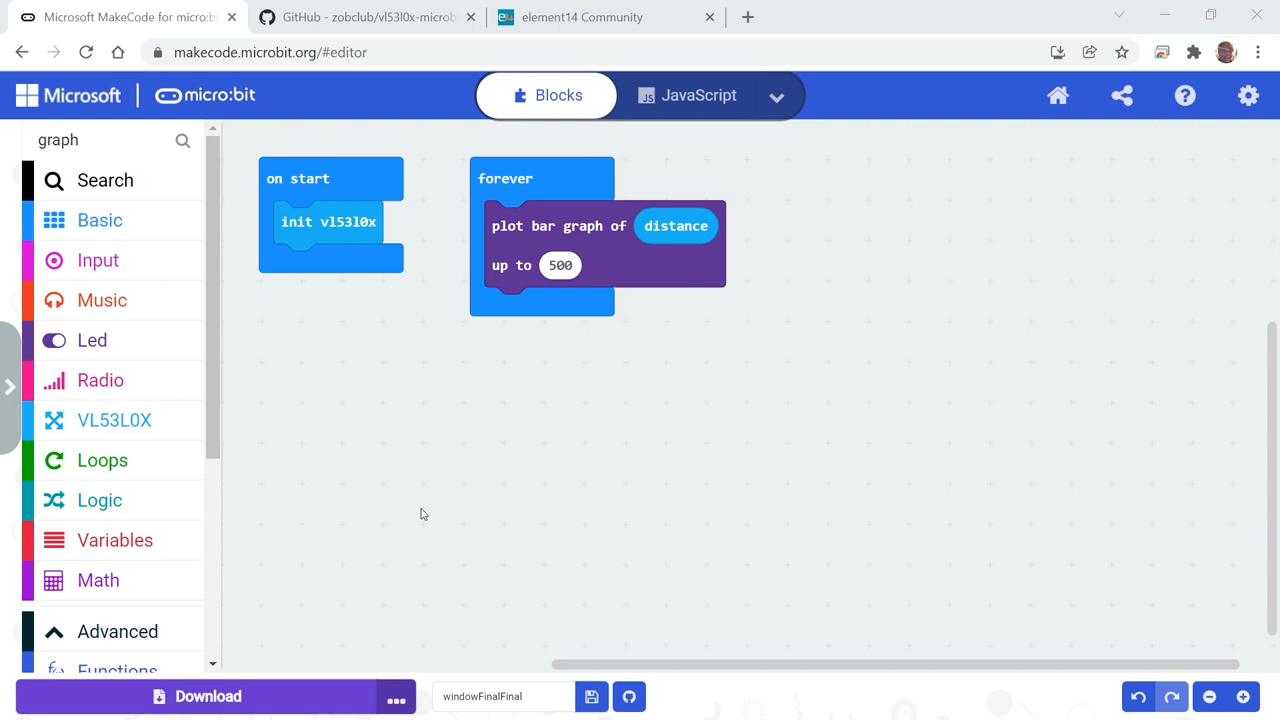 Microsoft MakeCode for micro:bi
GitHub - zobclub/vl53l0x-microb
element14 Community
makecode.microbit.org/#editor
Microsoft
micro:bit
Blocks
JS JavaScript
graph
Search
Basic
Input
Music
Led
Radio
VL53L0X
Loops
Logic
Variables
Math
Advanced
Functions
on start
init vl53l0x
forever
plot bar graph of distance
up to 500
Download
windowFinalFinal